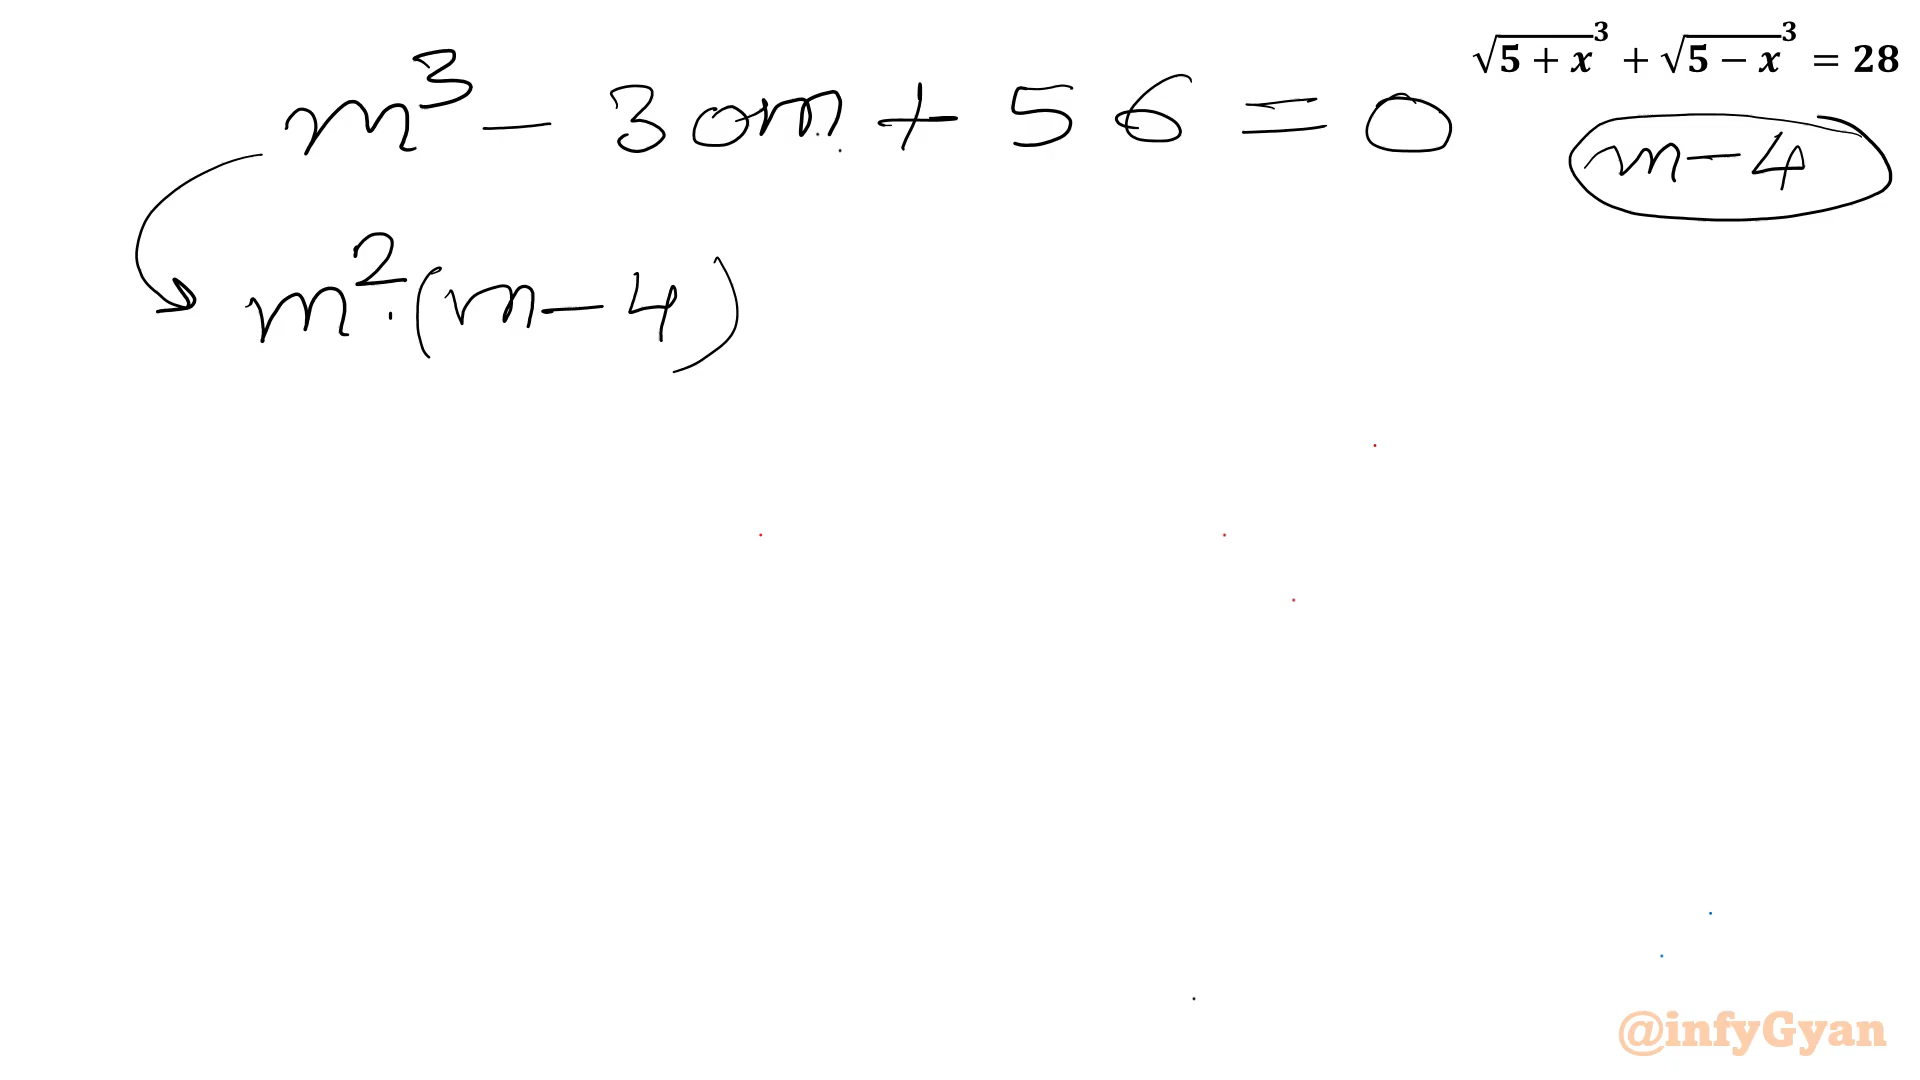 √5 + x³ + √5 − x³ = 28
m³ − 30m + 56 = 0
m − 4
m² · (m − 4)
@infyGyan